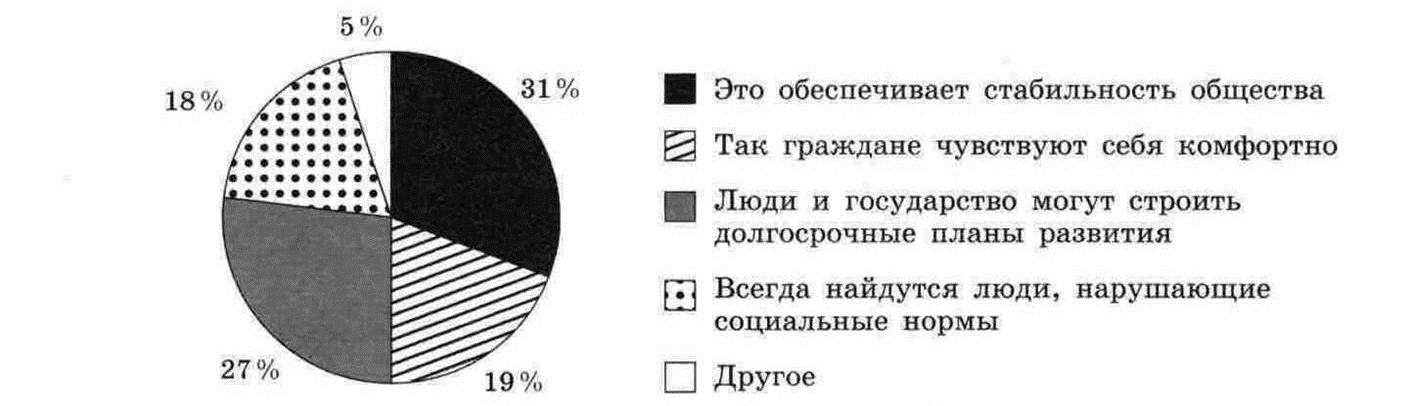 5 %
31 %
18 %
27 %
19 %
Это обеспечивает стабильность общества
Так граждане чувствуют себя комфортно
Люди и государство могут строить
долгосрочные планы развития
Всегда найдутся люди, нарушающие
социальные нормы
Другое